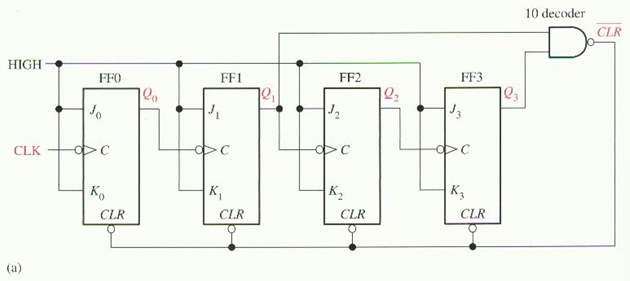 10 decoder
CLR
HIGH
FF0 FF1 FF2 FF3
Q0 Q1 Q2 Q3
J0 J1 J2 J3
CLK C C C C
K0 K1 K2 K3
CLR CLR CLR CLR
(a)